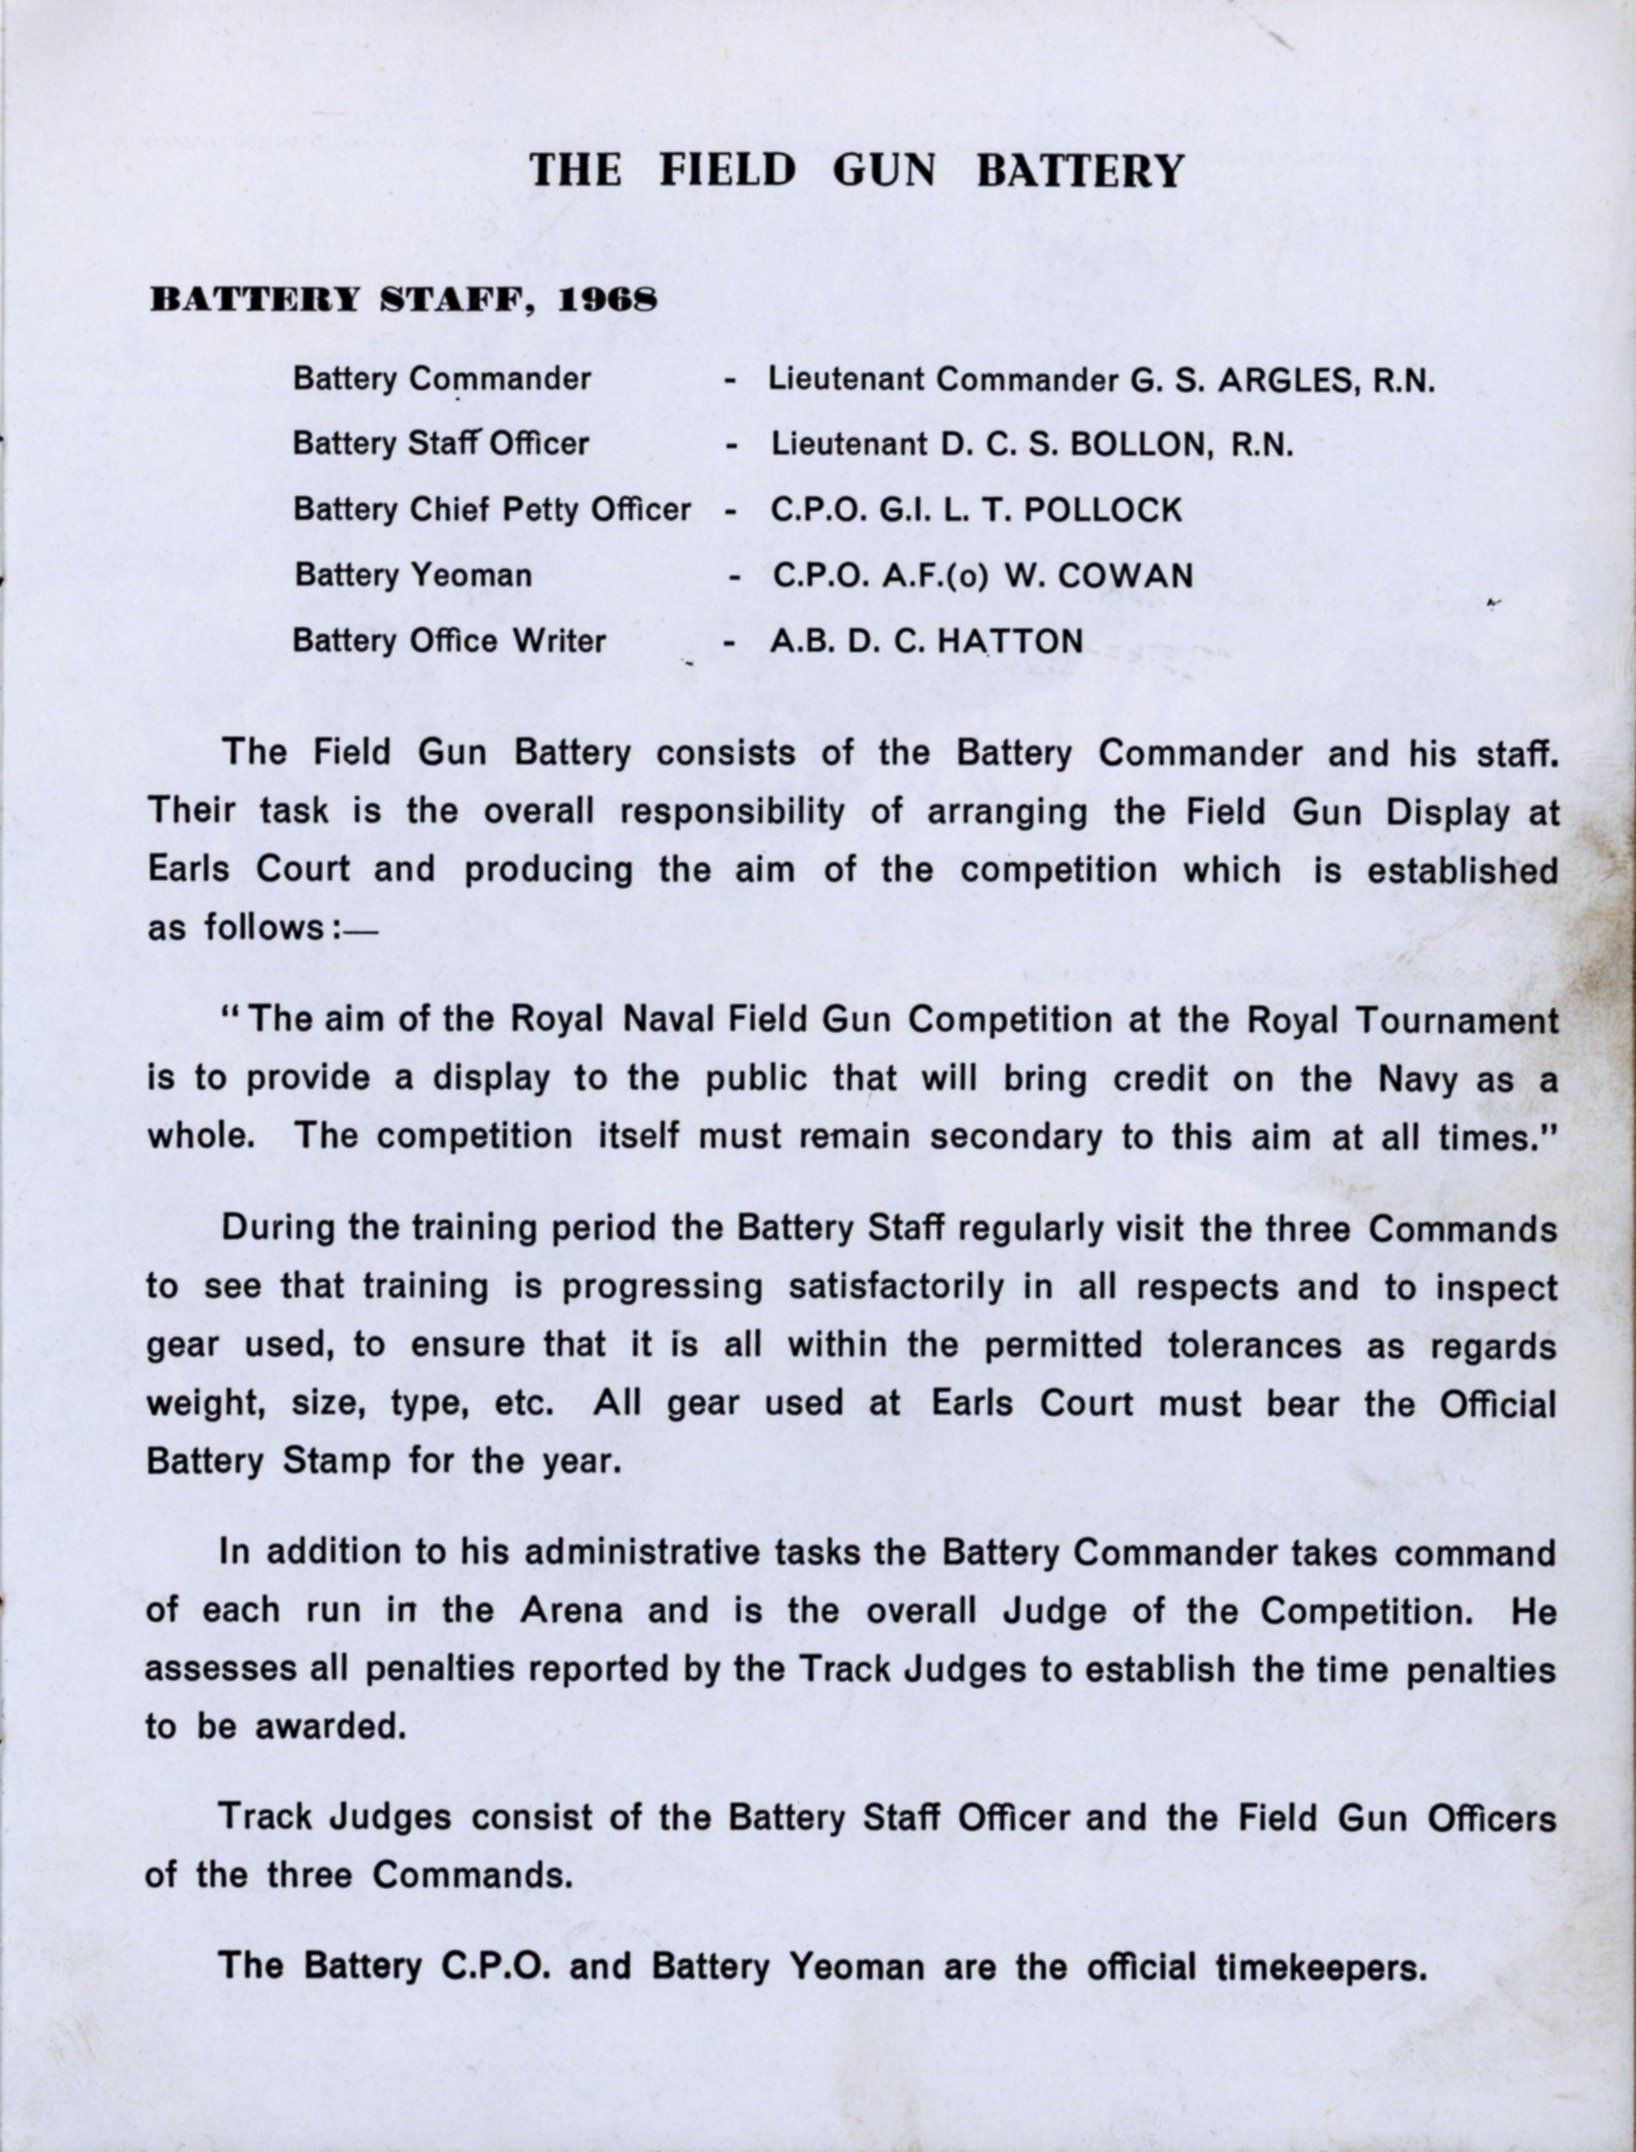 THE FIELD GUN BATTERY
BATTERY STAFF, 1968
Battery Commander - Lieutenant Commander G. S. ARGLES, R.N.
Battery Staff Officer - Lieutenant D. C. S. BOLLON, R.N.
Battery Chief Petty Officer - C.P.O. G.I. L. T. POLLOCK
Battery Yeoman - C.P.O. A.F.(o) W. COWAN
Battery Office Writer - A.B. D. C. HATTON
The Field Gun Battery consists of the Battery Commander and his staff.
Their task is the overall responsibility of arranging the Field Gun Display at
Earls Court and producing the aim of the competition which is established
as follows:—
"The aim of the Royal Naval Field Gun Competition at the Royal Tournament
is to provide a display to the public that will bring credit on the Navy as a
whole. The competition itself must remain secondary to this aim at all times."
During the training period the Battery Staff regularly visit the three Commands
to see that training is progressing satisfactorily in all respects and to inspect
gear used, to ensure that it is all within the permitted tolerances as regards
weight, size, type, etc. All gear used at Earls Court must bear the Official
Battery Stamp for the year.
In addition to his administrative tasks the Battery Commander takes command
of each run in the Arena and is the overall Judge of the Competition. He
assesses all penalties reported by the Track Judges to establish the time penalties
to be awarded.
Track Judges consist of the Battery Staff Officer and the Field Gun Officers
of the three Commands.
The Battery C.P.O. and Battery Yeoman are the official timekeepers.